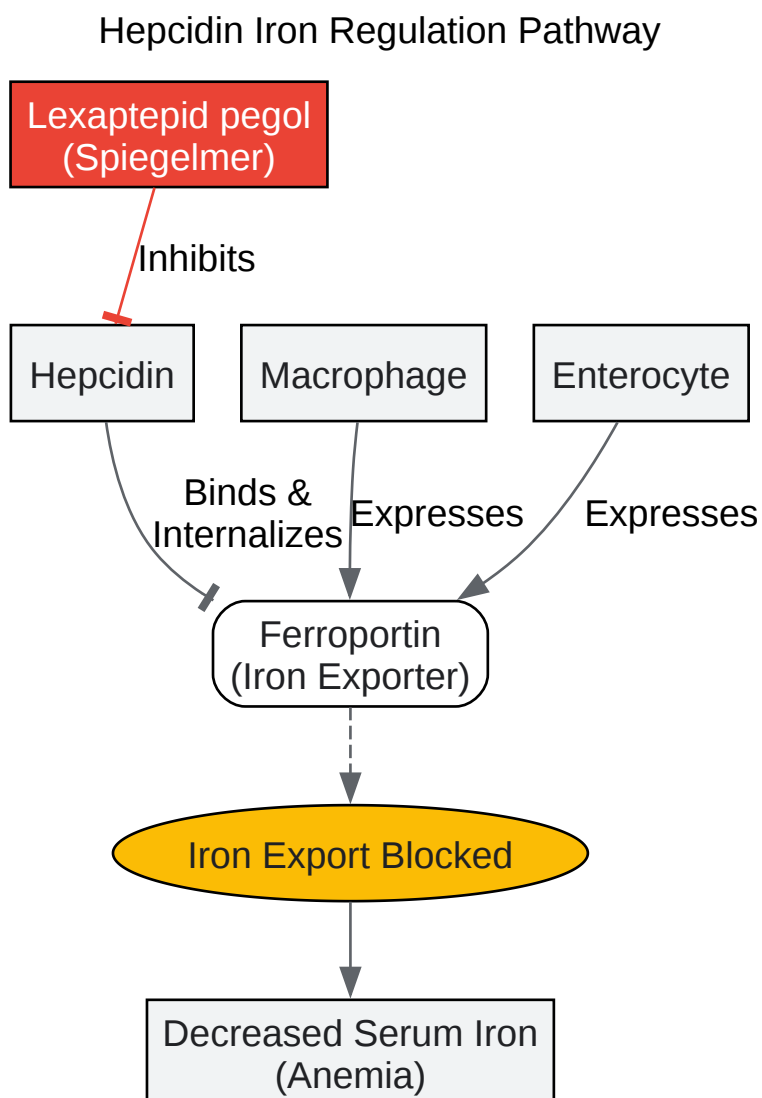 Hepcidin Iron Regulation Pathway
Lexaptepid pegol
(Spiegelmer)
Inhibits
Hepcidin
Macrophage
Enterocyte
Binds &
Internalizes
Expresses
Expresses
Ferroportin
(Iron Exporter)
Iron Export Blocked
Decreased Serum Iron
(Anemia)